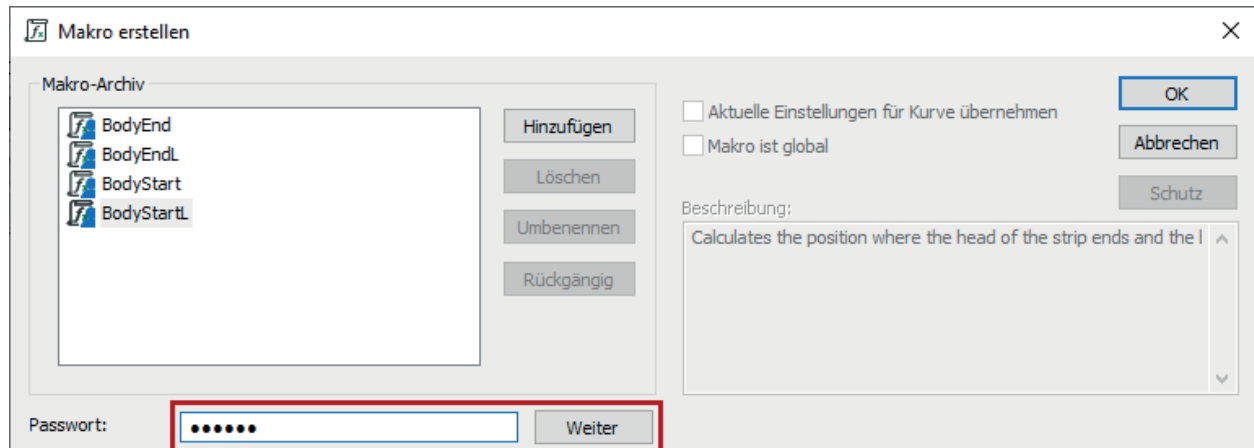 Makro erstellen
Makro-Archiv
BodyEnd
BodyEndL
BodyStart
BodyStartL
Hinzufügen
Löschen
Umbenennen
Rückgängig
Aktuelle Einstellungen für Kurve übernehmen
Makro ist global
OK
Abbrechen
Schutz
Beschreibung:
Calculates the position where the head of the strip ends and the l
Passwort:
••••••
Weiter